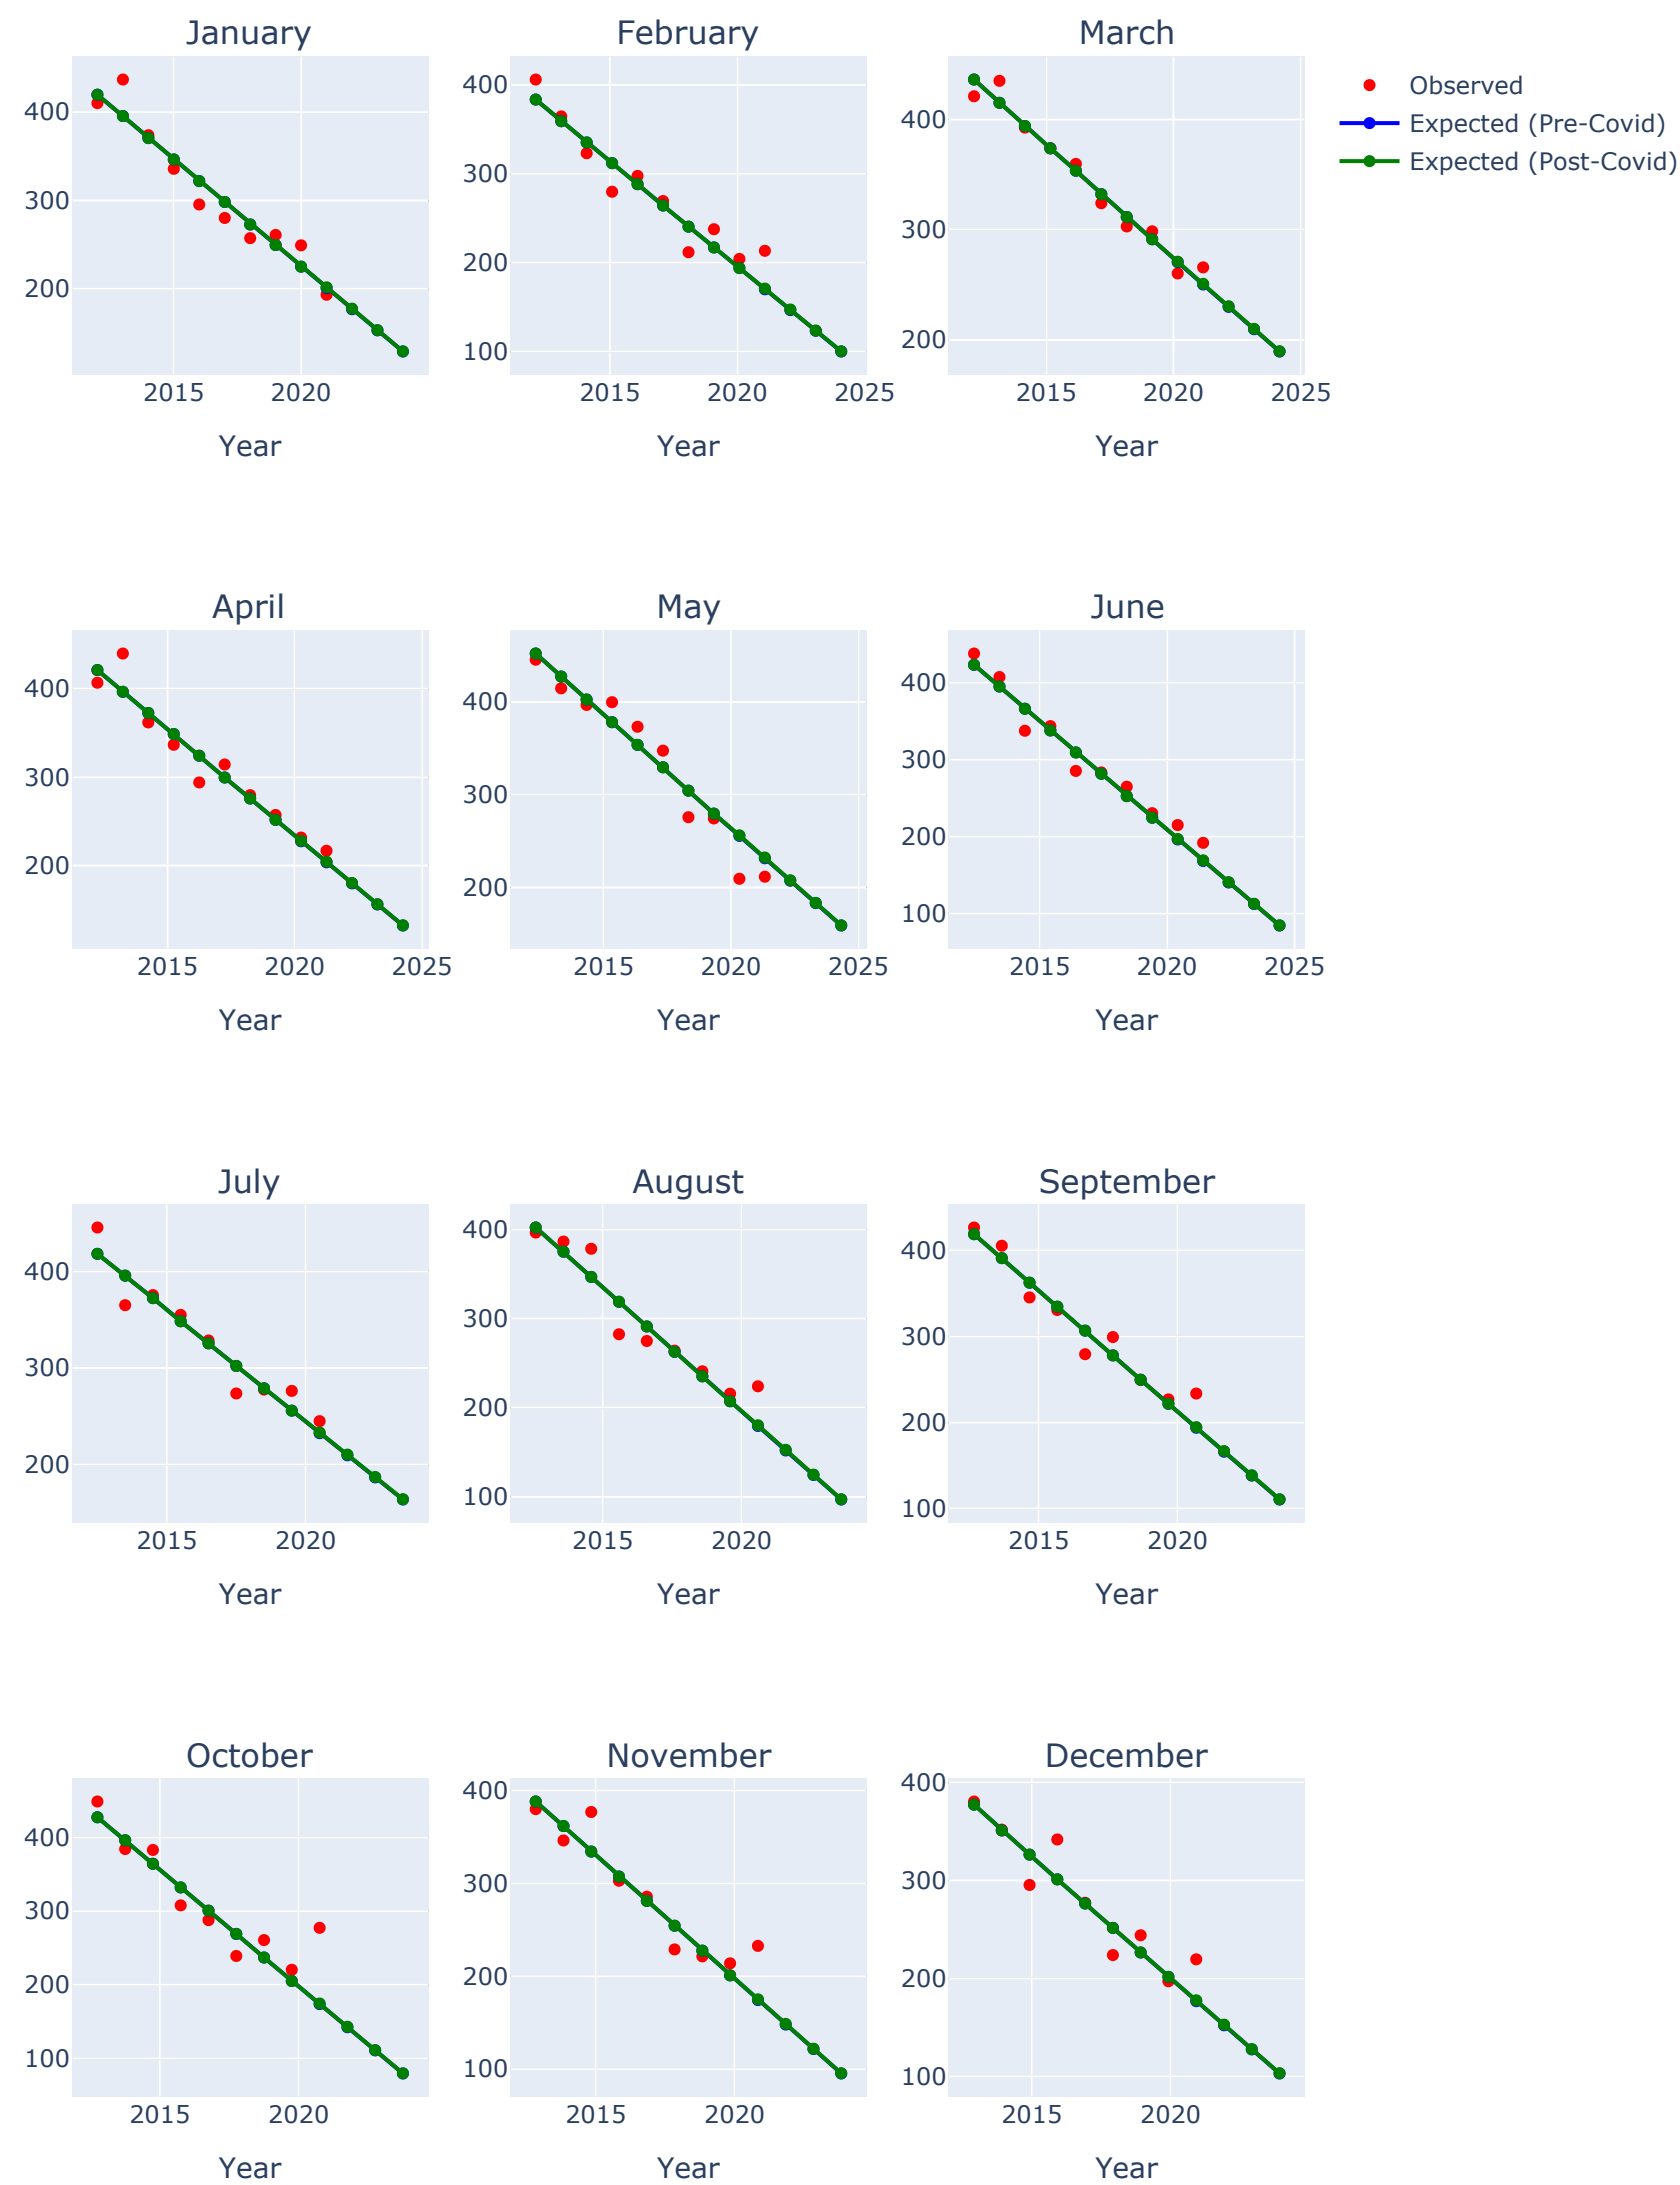 January
February
March
Observed
Expected (Pre-Covid)
Expected (Post-Covid)
400
300
200
2015
2020
Year
400
300
200
100
2015
2020
2025
Year
400
300
200
2015
2020
2025
Year
April
May
June
400
300
200
2015
2020
2025
Year
400
300
200
2015
2020
2025
Year
400
300
200
100
2015
2020
2025
Year
July
August
September
400
300
200
2015
2020
Year
400
300
200
100
2015
2020
Year
400
300
200
100
2015
2020
Year
October
November
December
400
300
200
100
2015
2020
Year
400
300
200
100
2015
2020
Year
400
300
200
100
2015
2020
Year